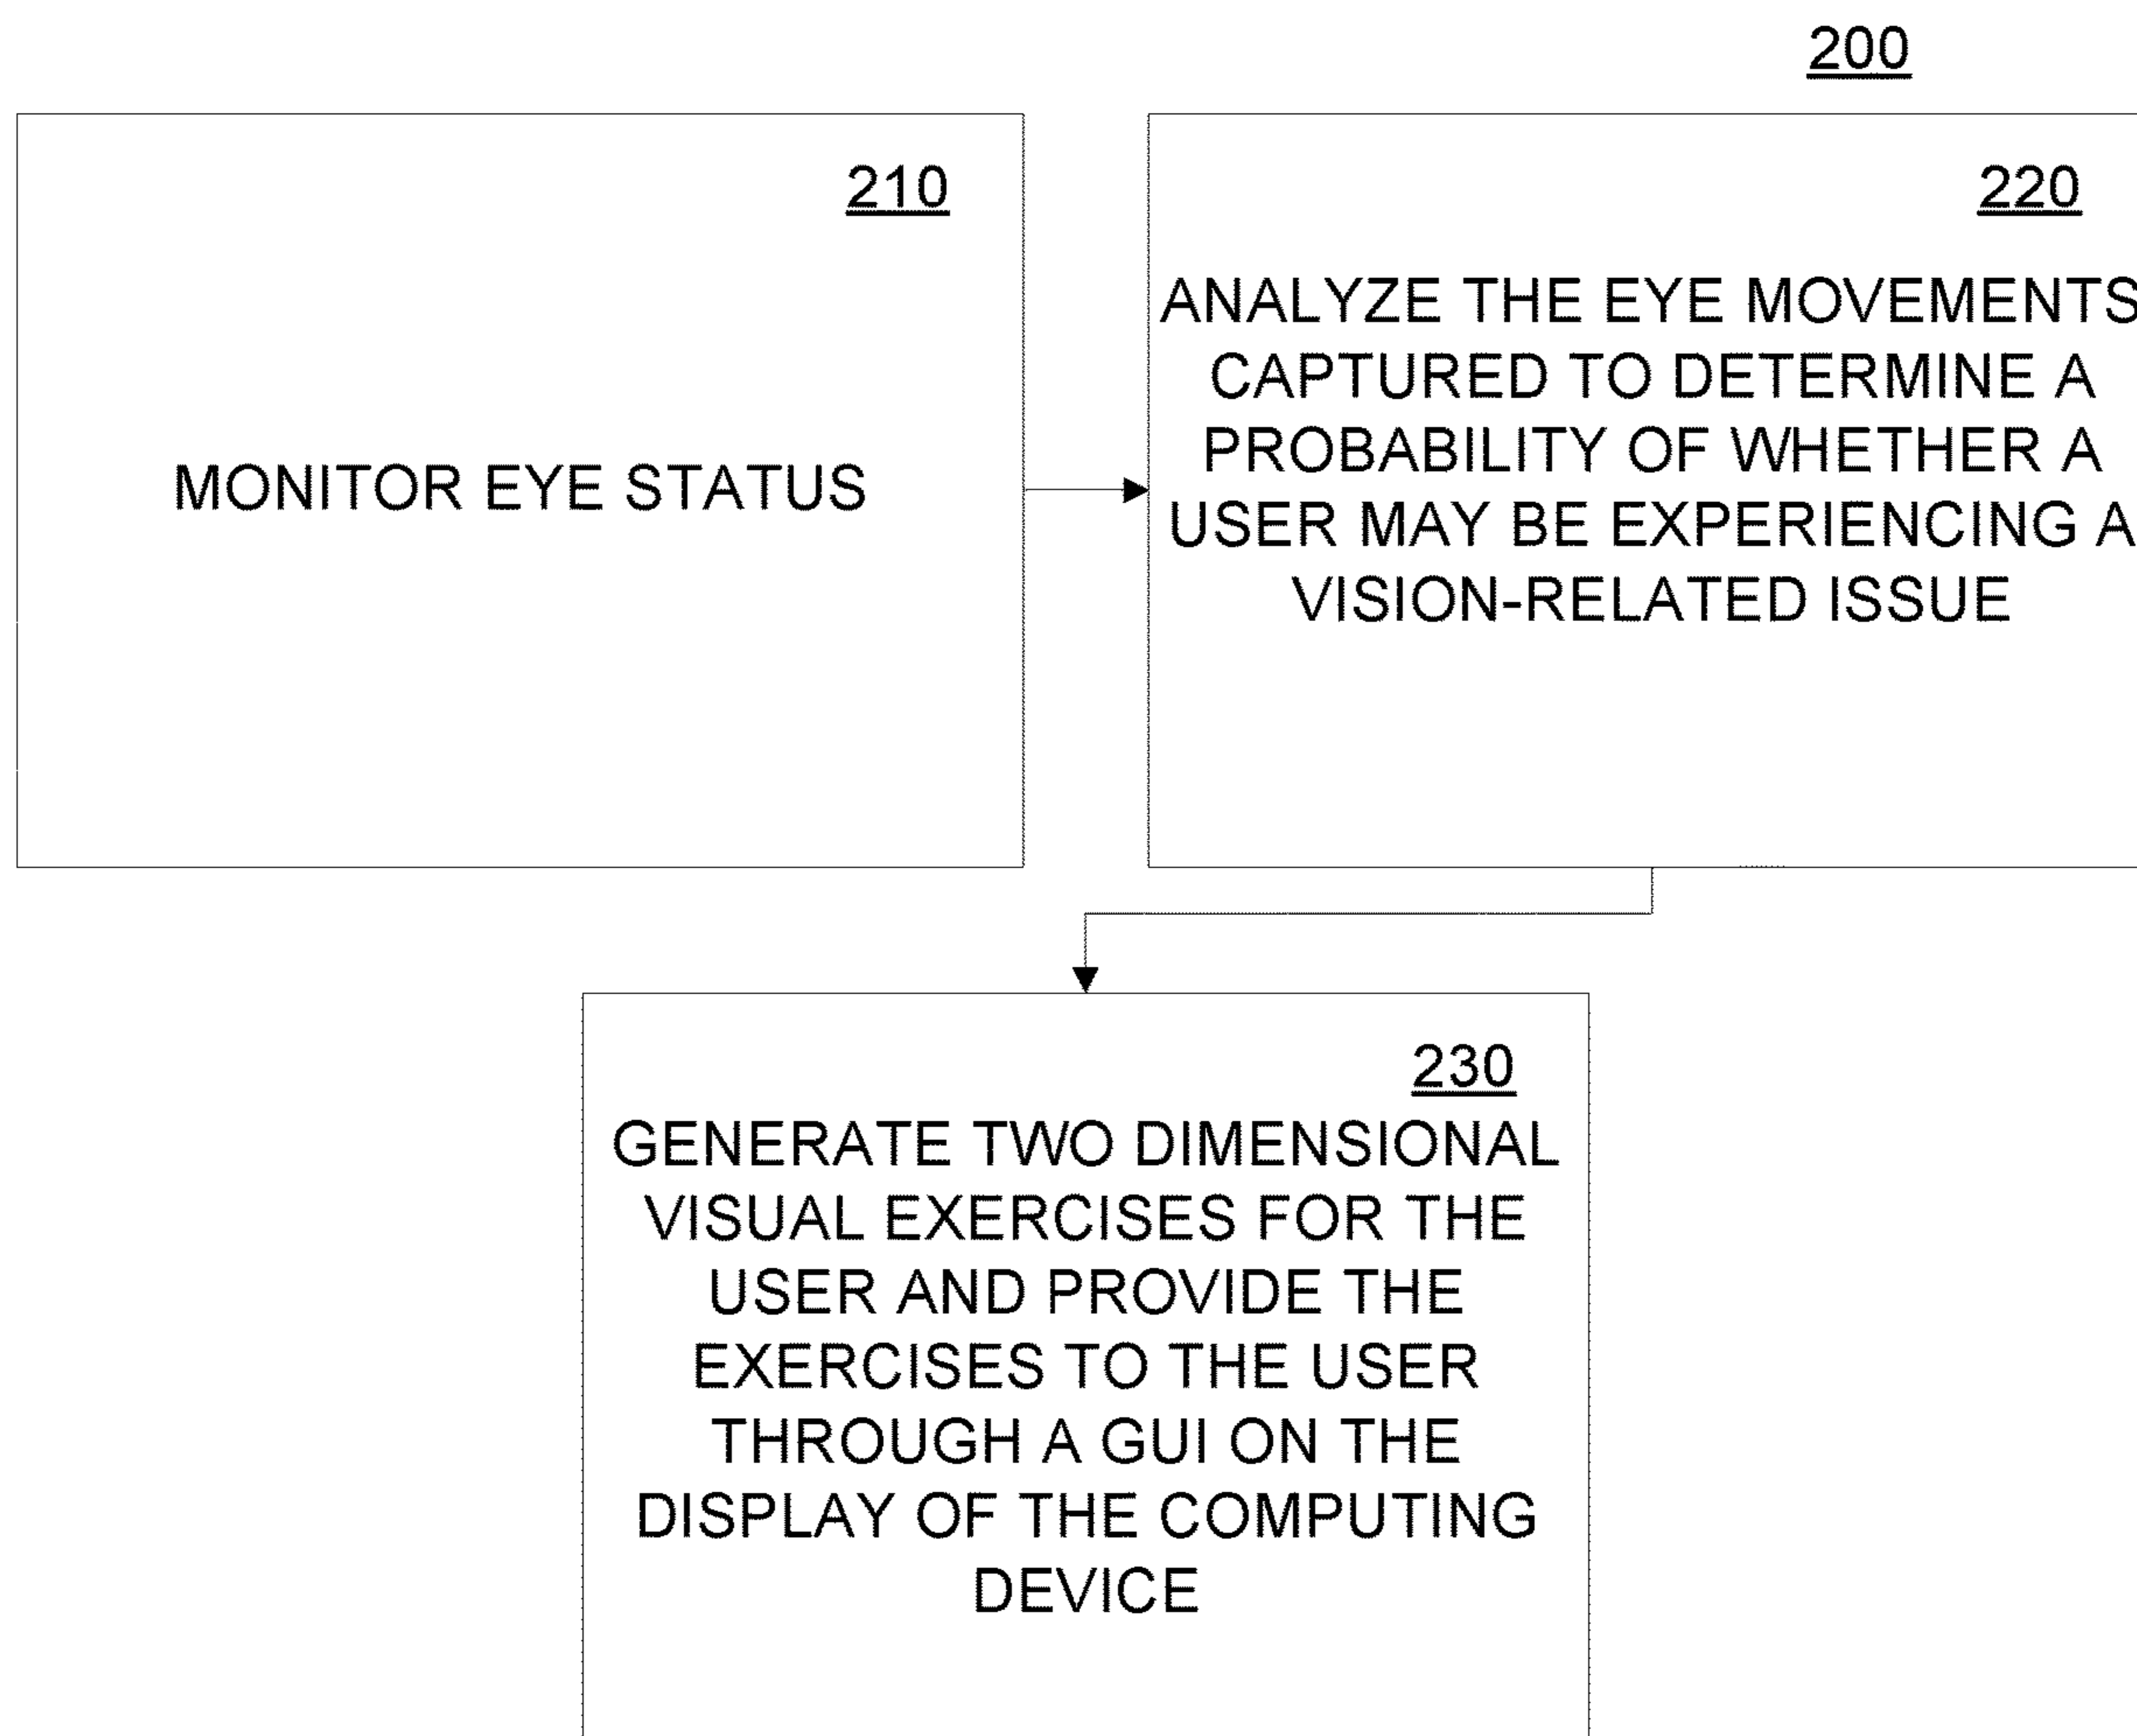 200
210
MONITOR EYE STATUS
220
ANALYZE THE EYE MOVEMENTS
CAPTURED TO DETERMINE A
PROBABILITY OF WHETHER A
USER MAY BE EXPERIENCING A
VISION-RELATED ISSUE
230
GENERATE TWO DIMENSIONAL
VISUAL EXERCISES FOR THE
USER AND PROVIDE THE
EXERCISES TO THE USER
THROUGH A GUI ON THE
DISPLAY OF THE COMPUTING
DEVICE